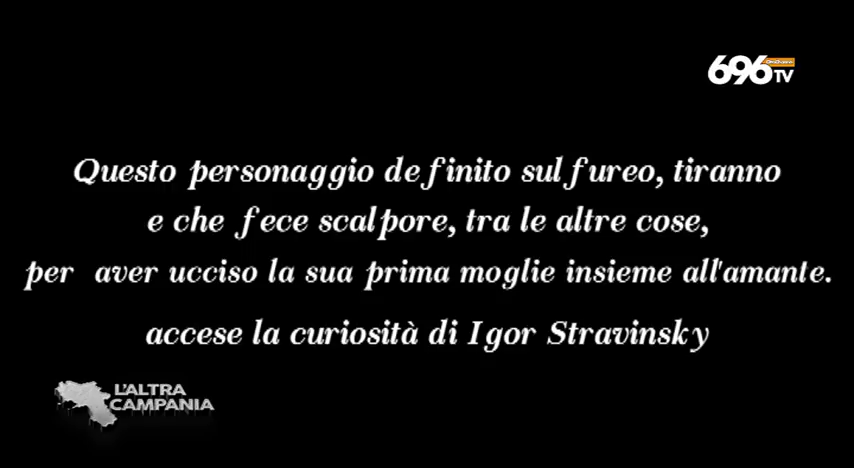 696
TV
Questo personaggio definito sulfureo, tiranno
e che fece scalpore, tra le altre cose,
per aver ucciso la sua prima moglie insieme all'amante.
accese la curiosità di Igor Stravinsky
L'ALTRA
CAMPANIA